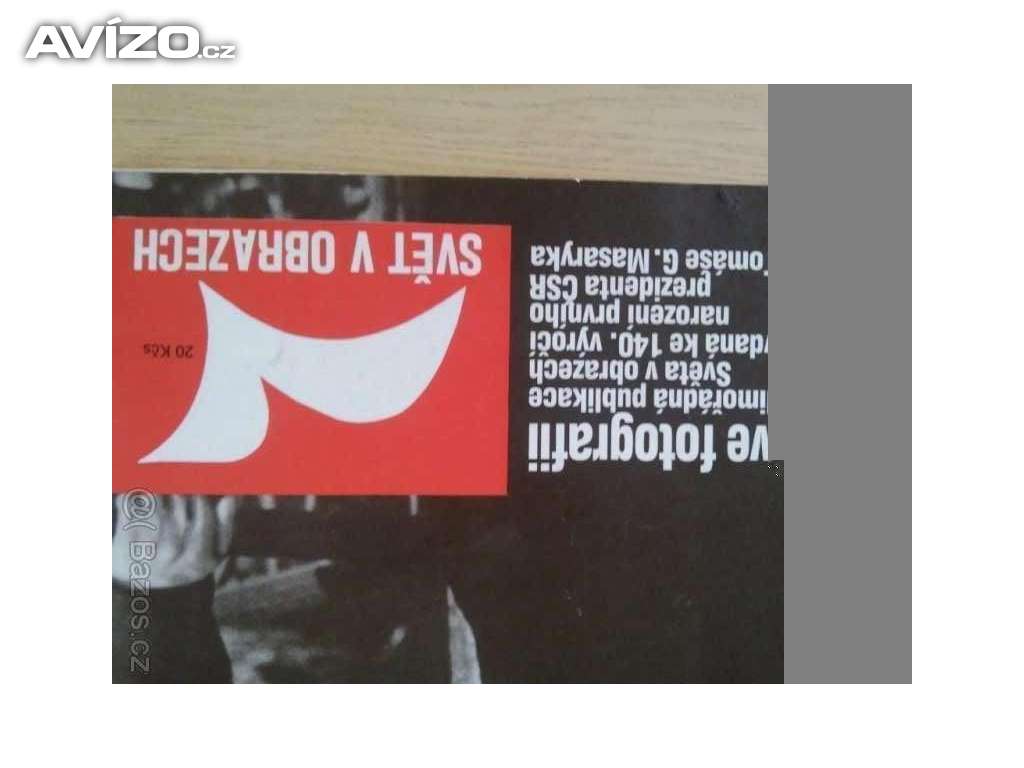 AVÍZO.cz
ve fotografii
imořádná publikace
Světa v obrazech
ydaná ke 140. výročí
narození prvního
prezidenta ČSR
Tomáše G. Masaryka
20 Kčs
SVĚT V OBRAZECH
@( Bazos.cz